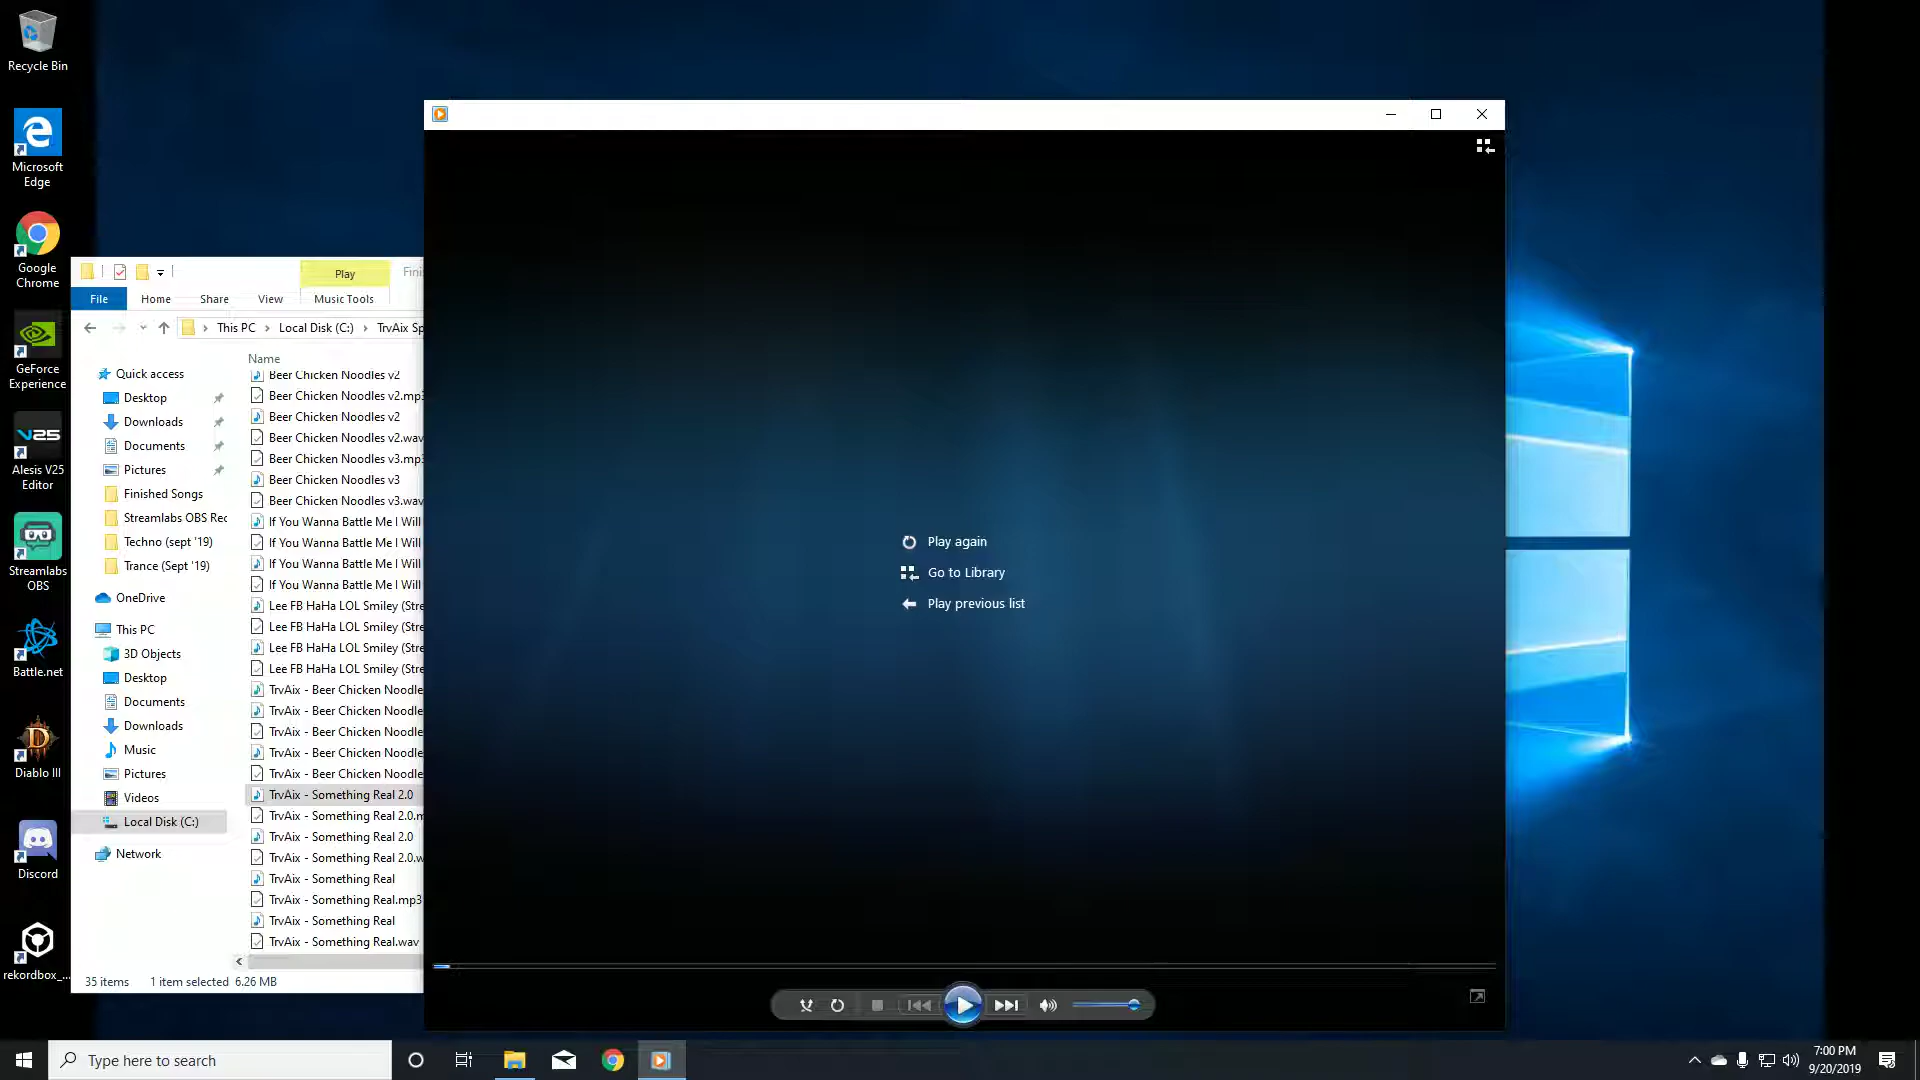 Recycle Bin
Microsoft
Edge
Google
Chrome
GeForce
Experience
V25
Alesis V25
Editor
Streamlabs
OBS
Battle.net
Diablo III
Discord
rekordbox_...
Play
Fini
File
Home
Share
View
Music Tools
This PC
Local Disk (C:)
TrvAix Sp
Quick access
Desktop
Downloads
Documents
Pictures
Finished Songs
Streamlabs OBS Rec
Techno (sept '19)
Trance (Sept '19)
OneDrive
This PC
3D Objects
Desktop
Documents
Downloads
Music
Pictures
Videos
Local Disk (C:)
Network
Name
Beer Chicken Noodles v2
Beer Chicken Noodles v2.mp3
Beer Chicken Noodles v2
Beer Chicken Noodles v2.wav
Beer Chicken Noodles v3.mp3
Beer Chicken Noodles v3
Beer Chicken Noodles v3.wav
If You Wanna Battle Me I Will
If You Wanna Battle Me I Will
If You Wanna Battle Me I Will
If You Wanna Battle Me I Will
Lee FB HaHa LOL Smiley (Stre
Lee FB HaHa LOL Smiley (Stre
Lee FB HaHa LOL Smiley (Stre
Lee FB HaHa LOL Smiley (Stre
TrvAix - Beer Chicken Noodle
TrvAix - Beer Chicken Noodle
TrvAix - Beer Chicken Noodle
TrvAix - Beer Chicken Noodle
TrvAix - Beer Chicken Noodle
TrvAix - Something Real 2.0
TrvAix - Something Real 2.0.m
TrvAix - Something Real 2.0
TrvAix - Something Real 2.0.w
TrvAix - Something Real
TrvAix - Something Real.mp3
TrvAix - Something Real
TrvAix - Something Real.wav
35 items
1 item selected 6.26 MB
Play again
Go to Library
Play previous list
Type here to search
7:00 PM
9/20/2019